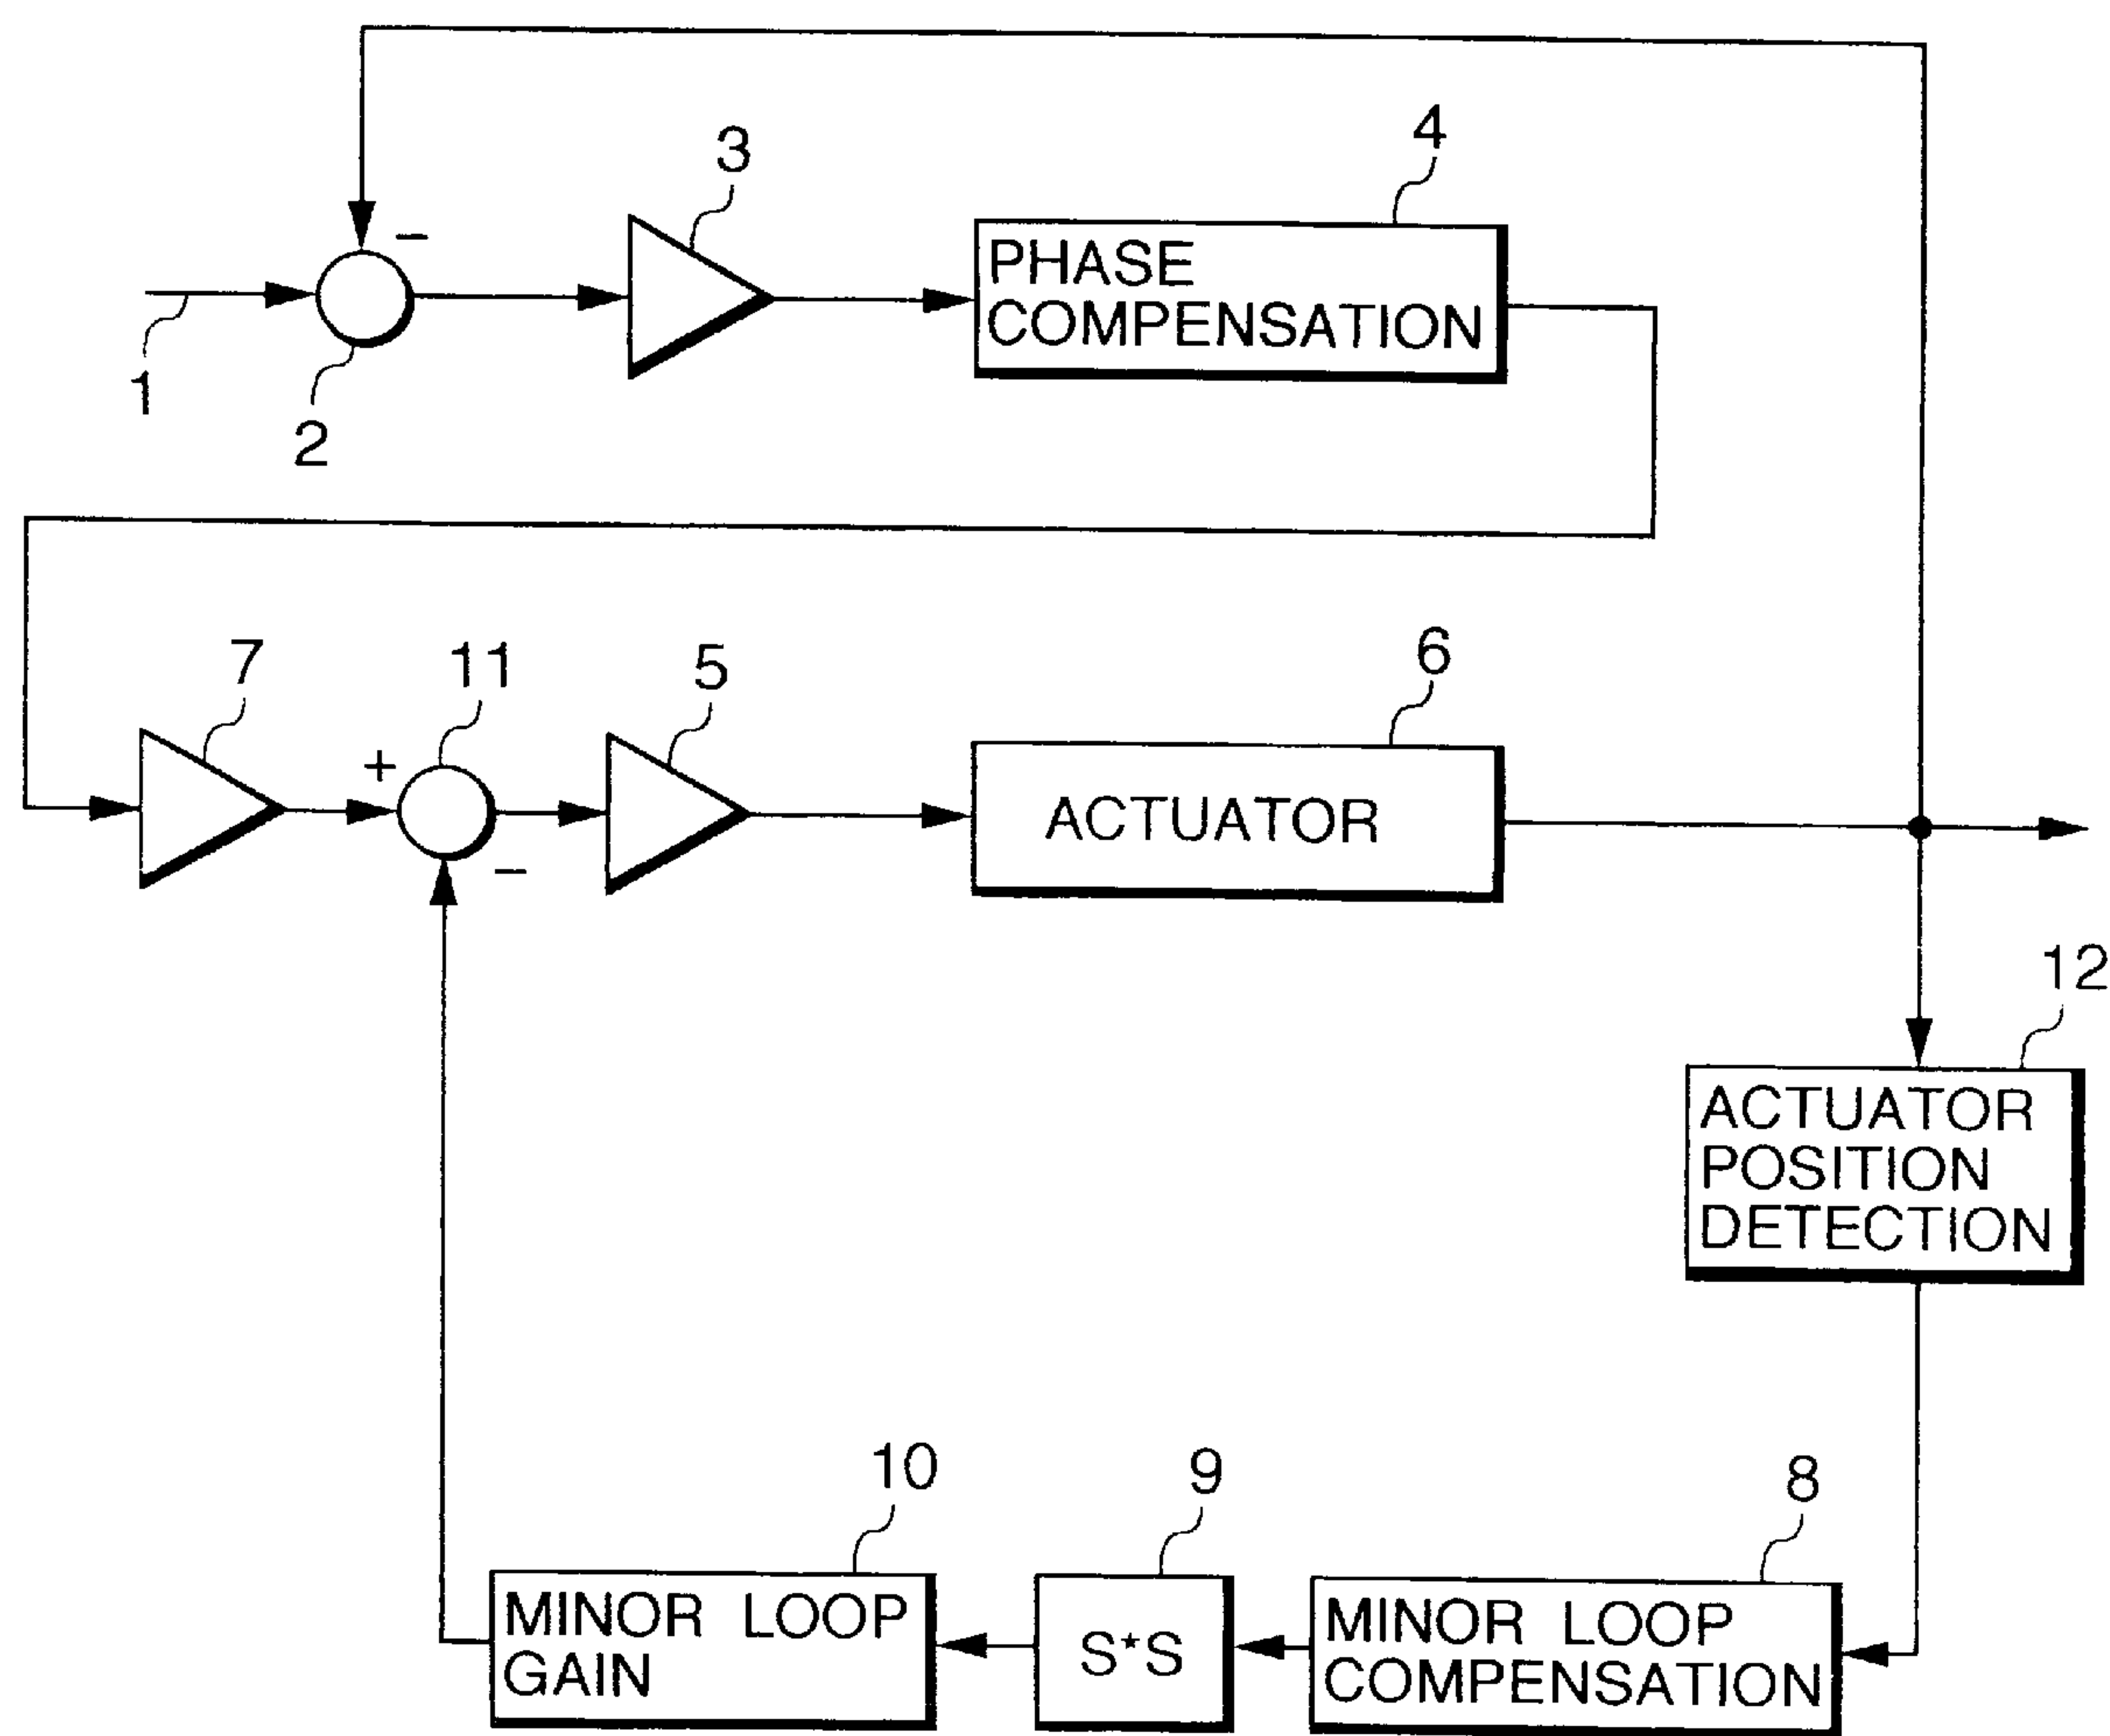 3
4
−
PHASE
COMPENSATION
1
2
7
11
5
6
+
−
ACTUATOR
12
ACTUATOR
POSITION
DETECTION
10
9
8
MINOR LOOP
GAIN
S*S
MINOR LOOP
COMPENSATION